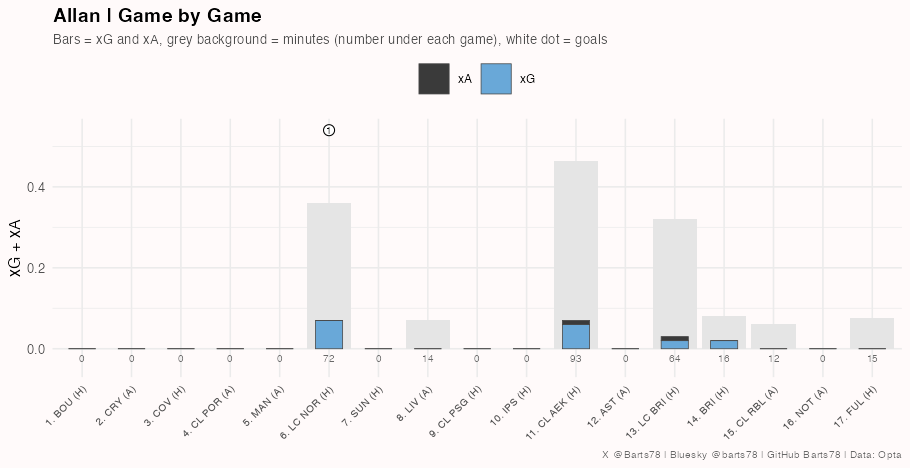 Allan | Game by Game
Bars = xG and xA, grey background = minutes (number under each game), white dot = goals
xA xG
xG + xA
0.4
0.2
0.0
1
0 0 0 0 0 72 0 14 0 0 93 0 64 16 12 0 15
1. BOU (H)
2. CRY (A)
3. COV (H)
4. CL POR (A)
5. MAN (A)
6. LC NOR (H)
7. SUN (H)
8. LIV (A)
9. CL PSG (H)
10. IPS (H)
11. CL AEK (H)
12. AST (A)
13. LC BRI (H)
14. BRI (H)
15. CL RBL (A)
16. NOT (A)
17. FUL (H)
X @Barts78 | Bluesky @barts78 | GitHub Barts78 | Data: Opta